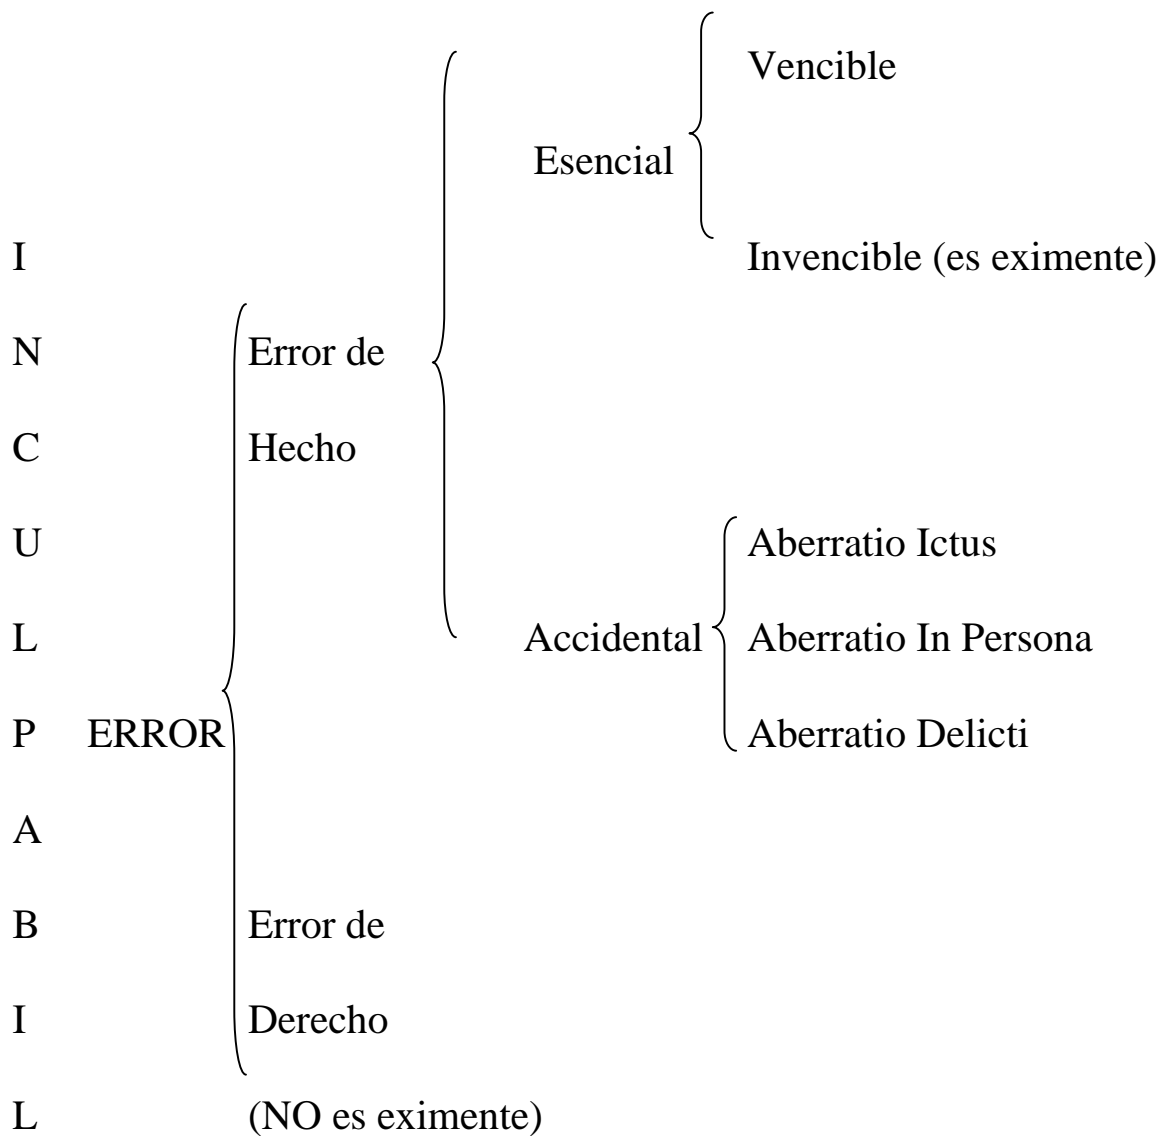 Vencible
Esencial
I Invencible (es eximente)
N Error de
C Hecho
U Aberratio Ictus
L Accidental Aberratio In Persona
P ERROR Aberratio Delicti
A
B Error de
I Derecho
L (NO es eximente)